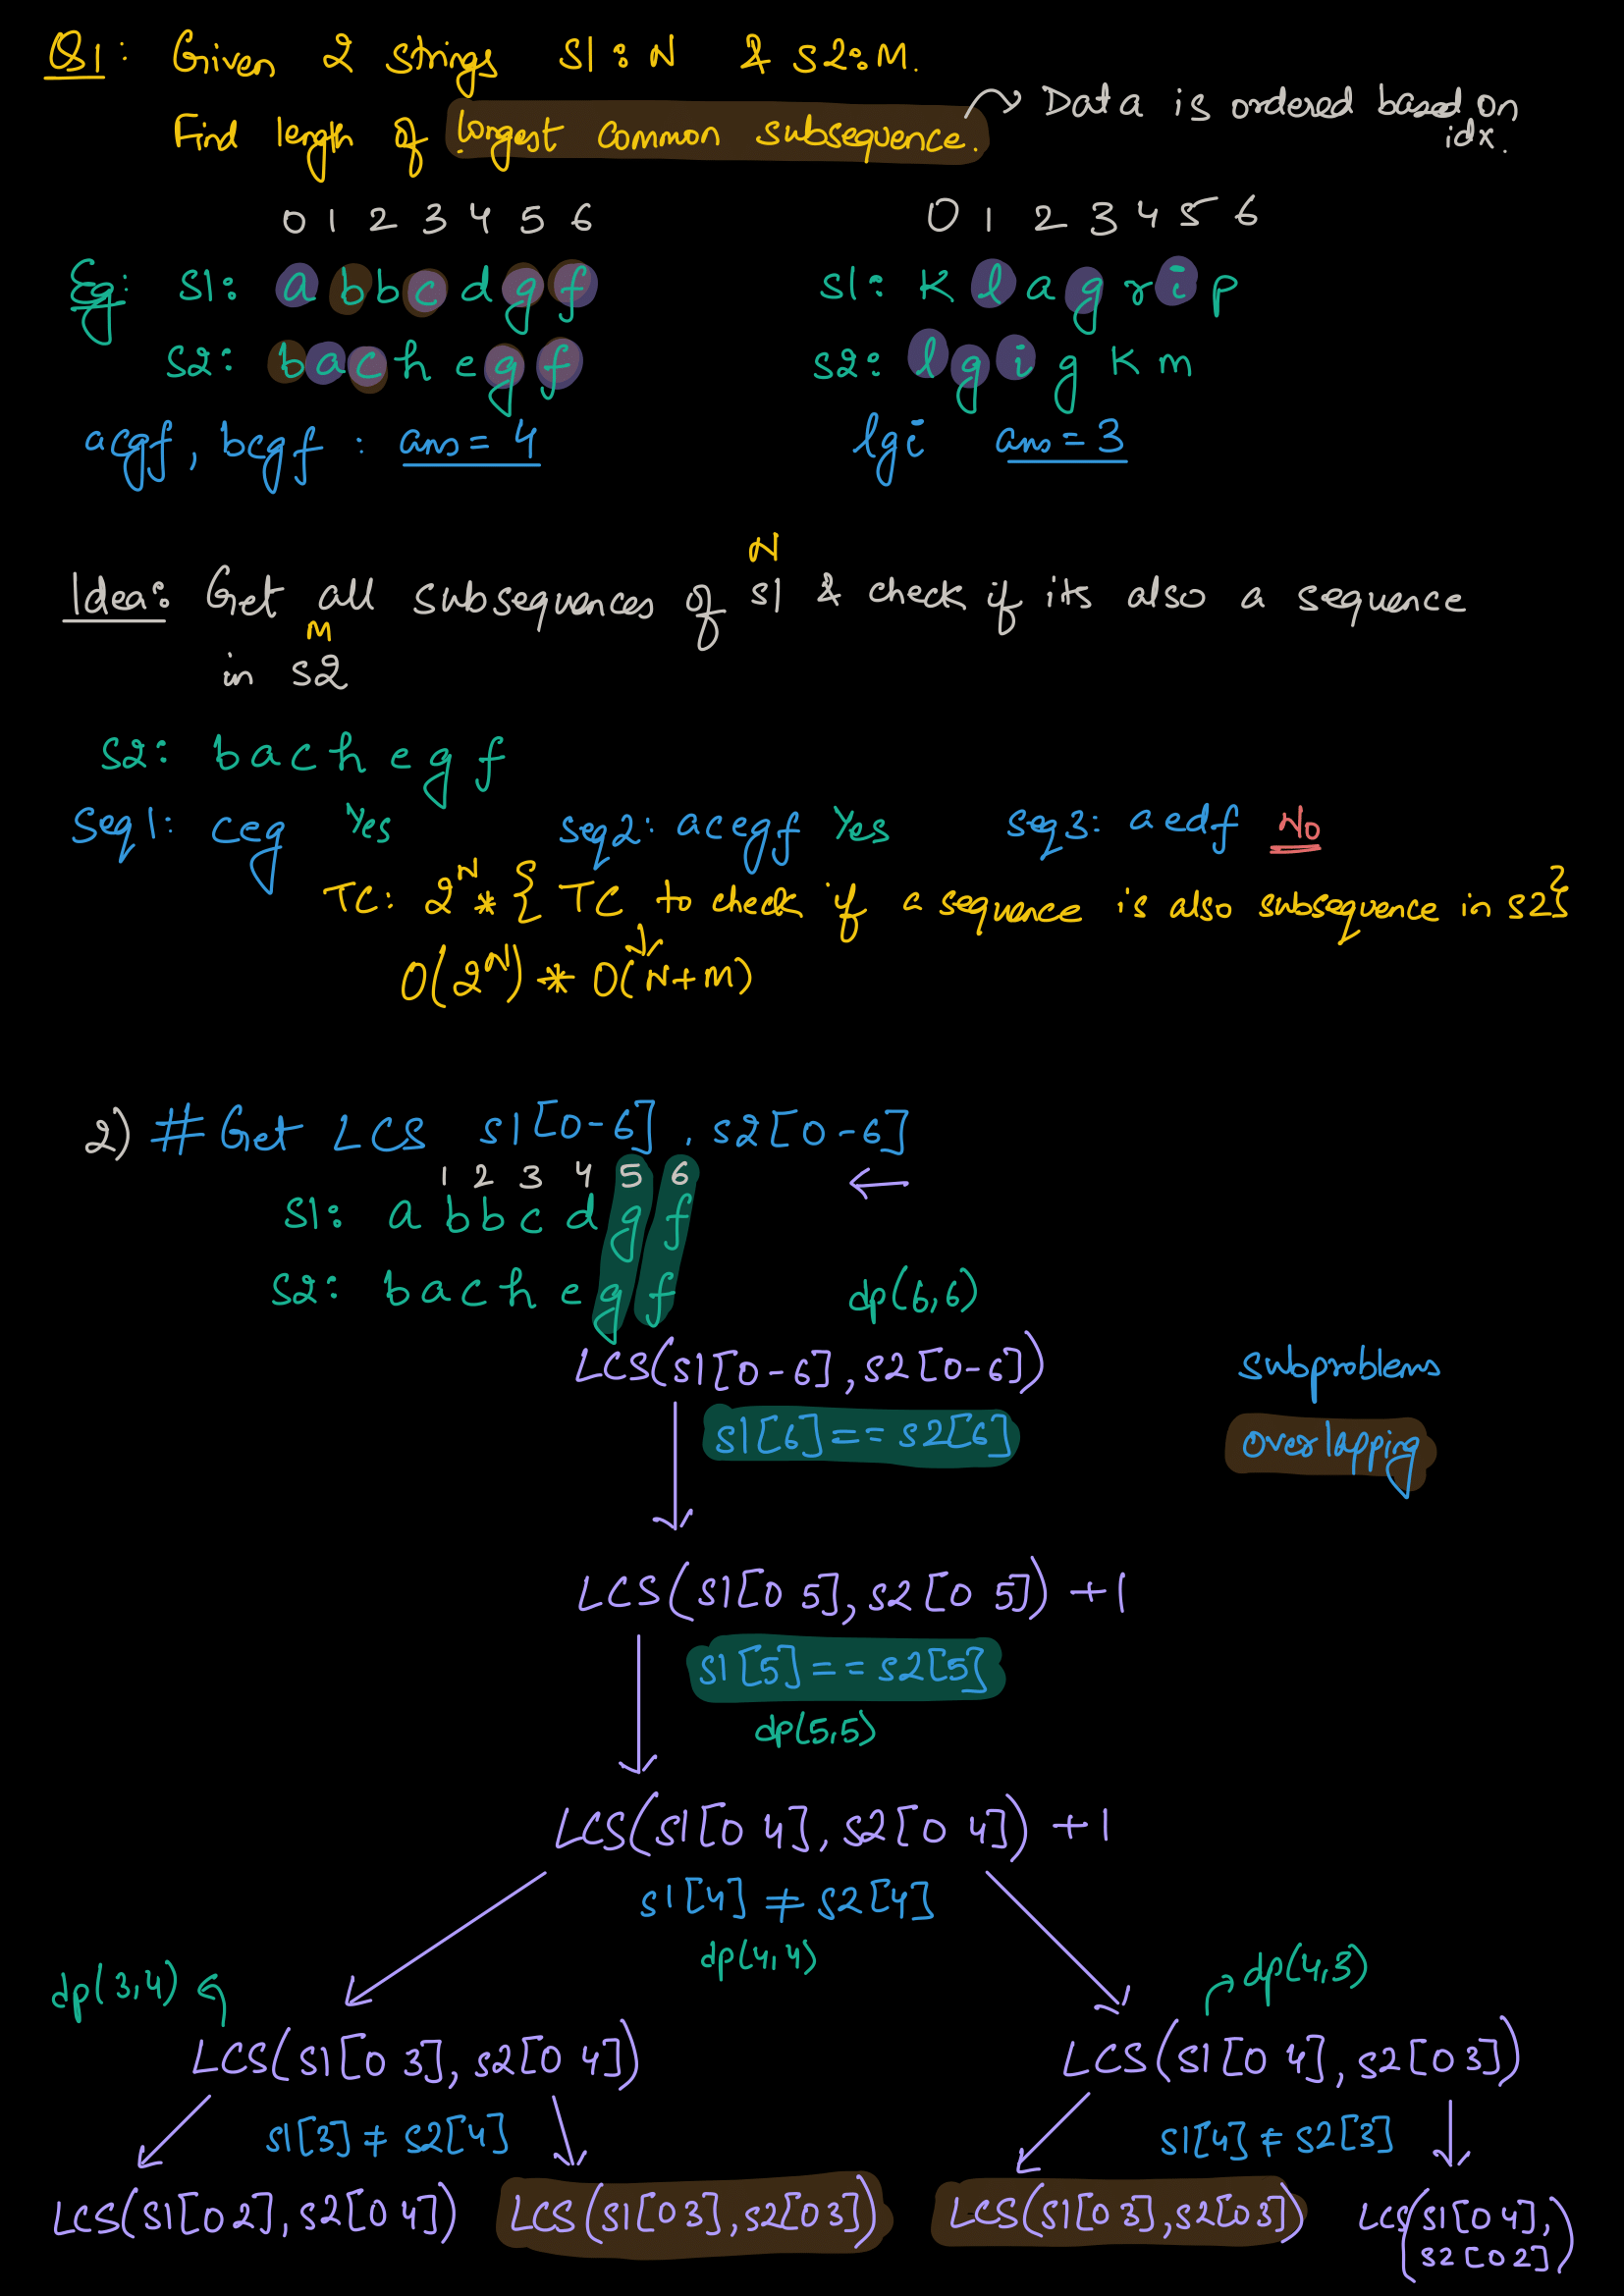 Q1: Given 2 strings S1: N & S2: M.
Find length of longest common subsequence. Data is ordered based on idx.
0 1 2 3 4 5 6
0 1 2 3 4 5 6
Eg: S1: a b b c d g f
S1: k l a g r i p
S2: b a c h e g f
S2: l g i g k m
acgf, bcgf : ans = 4
lgi ans = 3
N
Idea: Get all subsequences of S1 & check if its also a sequence
M
in S2
S2: b a c h e g f
Seq1: ceg Yes Seq2: acegf Yes Seq3: aedf No
TC: 2^N * { TC to check if a sequence is also subsequence in S2}
O(2^N) * O(N+M)
2) # Get LCS S1[0-6], S2[0-6]
1 2 3 4 5 6
S1: a b b c d g f
S2: b a c h e g f
dp(6,6)
LCS(S1[0-6], S2[0-6])
subproblems
S1[6] == S2[6]
overlapping
LCS(S1[0 5], S2[0 5]) +1
S1[5] == S2[5]
dp(5,5)
LCS(S1[0 4], S2[0 4]) +1
S1[4] ≠ S2[4]
dp(4,4)
dp(3,4)
dp(4,3)
LCS(S1[0 3], S2[0 4])
LCS(S1[0 4], S2[0 3])
S1[3] ≠ S2[4]
S1[4] ≠ S2[3]
LCS(S1[0 2], S2[0 4])
LCS(S1[0 3], S2[0 3])
LCS(S1[0 3], S2[0 3])
LCS(S1[0 4],
S2[0 2])